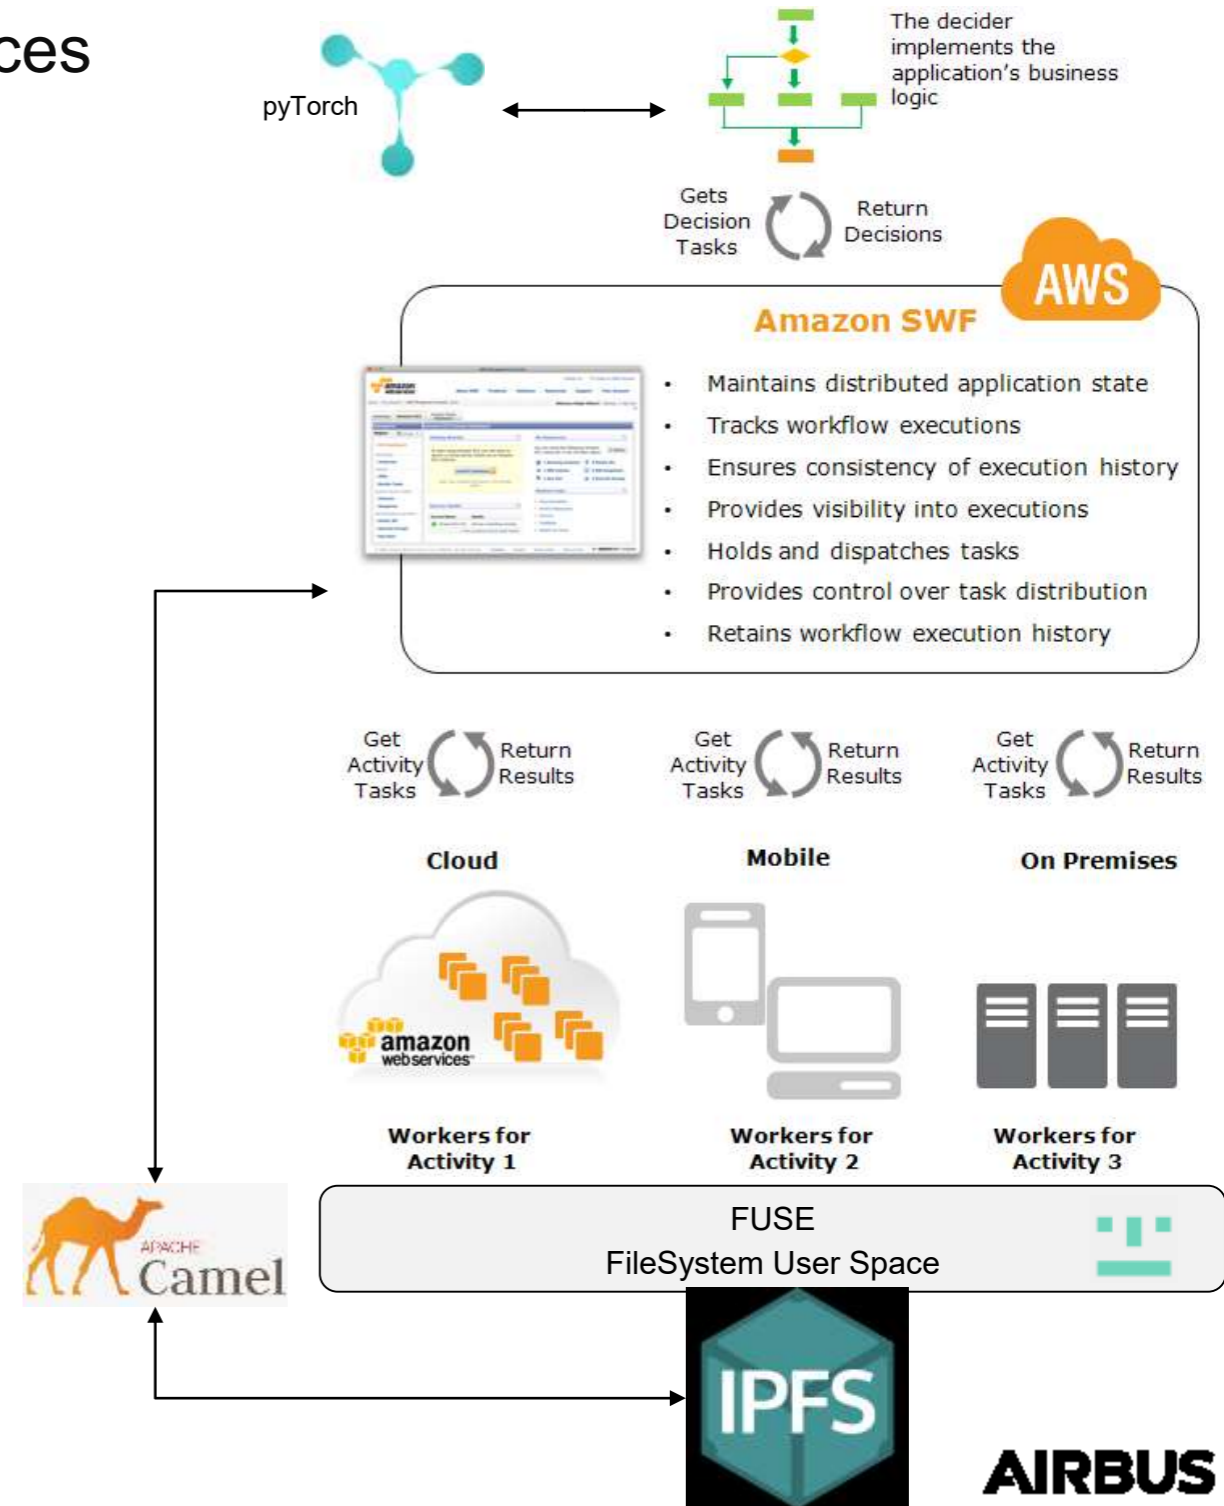 ces
pyTorch
The decider
implements the
application's business
logic
Gets
Decision
Tasks
Return
Decisions
AWS
Amazon SWF
amazon
webservices
• Maintains distributed application state
• Tracks workflow executions
• Ensures consistency of execution history
• Provides visibility into executions
• Holds and dispatches tasks
• Provides control over task distribution
• Retains workflow execution history
Get
Activity
Tasks
Return
Results
Get
Activity
Tasks
Return
Results
Get
Activity
Tasks
Return
Results
Cloud
Mobile
On Premises
amazon
webservices™
Workers for
Activity 1
Workers for
Activity 2
Workers for
Activity 3
APACHE
Camel
FUSE
FileSystem User Space
IPFS
AIRBUS